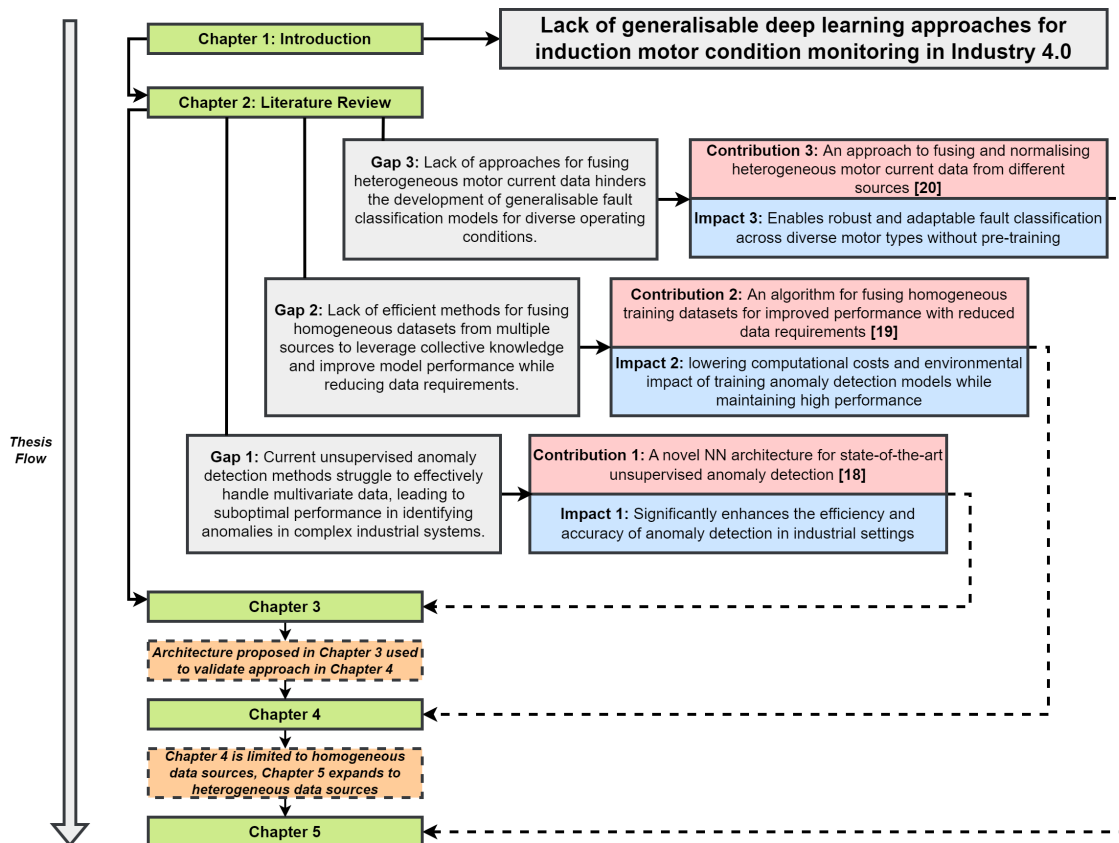 Chapter 1: Introduction
Lack of generalisable deep learning approaches for
induction motor condition monitoring in Industry 4.0
Chapter 2: Literature Review
Gap 3: Lack of approaches for fusing
heterogeneous motor current data hinders
the development of generalisable fault
classification models for diverse operating
conditions.
Contribution 3: An approach to fusing and normalising
heterogeneous motor current data from different
sources [20]
Impact 3: Enables robust and adaptable fault classification
across diverse motor types without pre-training
Gap 2: Lack of efficient methods for fusing
homogeneous datasets from multiple
sources to leverage collective knowledge
and improve model performance while
reducing data requirements.
Contribution 2: An algorithm for fusing homogeneous
training datasets for improved performance with reduced
data requirements [19]
Impact 2: lowering computational costs and environmental
impact of training anomaly detection models while
maintaining high performance
Thesis
Flow
Gap 1: Current unsupervised anomaly
detection methods struggle to effectively
handle multivariate data, leading to
suboptimal performance in identifying
anomalies in complex industrial systems.
Contribution 1: A novel NN architecture for state-of-the-art
unsupervised anomaly detection [18]
Impact 1: Significantly enhances the efficiency and
accuracy of anomaly detection in industrial settings
Chapter 3
Architecture proposed in Chapter 3 used
to validate approach in Chapter 4
Chapter 4
Chapter 4 is limited to homogeneous
data sources, Chapter 5 expands to
heterogeneous data sources
Chapter 5